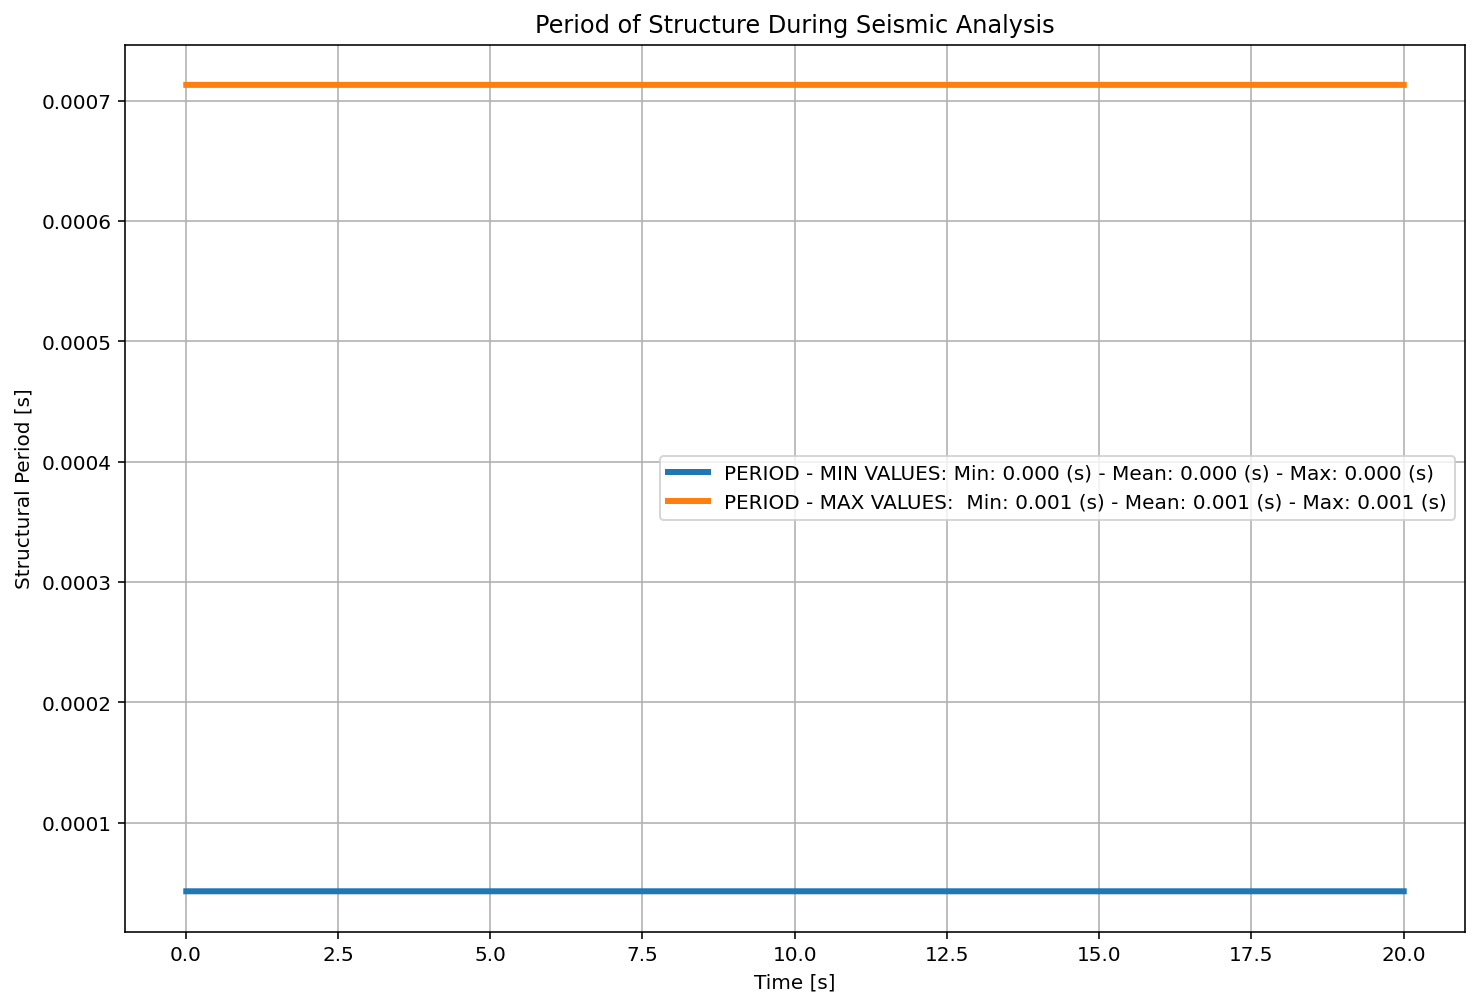 Period of Structure During Seismic Analysis
0.0007
0.0006
0.0005
0.0004
0.0003
0.0002
0.0001
Structural Period [s]
PERIOD - MIN VALUES: Min: 0.000 (s) - Mean: 0.000 (s) - Max: 0.000 (s)
PERIOD - MAX VALUES:  Min: 0.001 (s) - Mean: 0.001 (s) - Max: 0.001 (s)
0.0 2.5 5.0 7.5 10.0 12.5 15.0 17.5 20.0
Time [s]